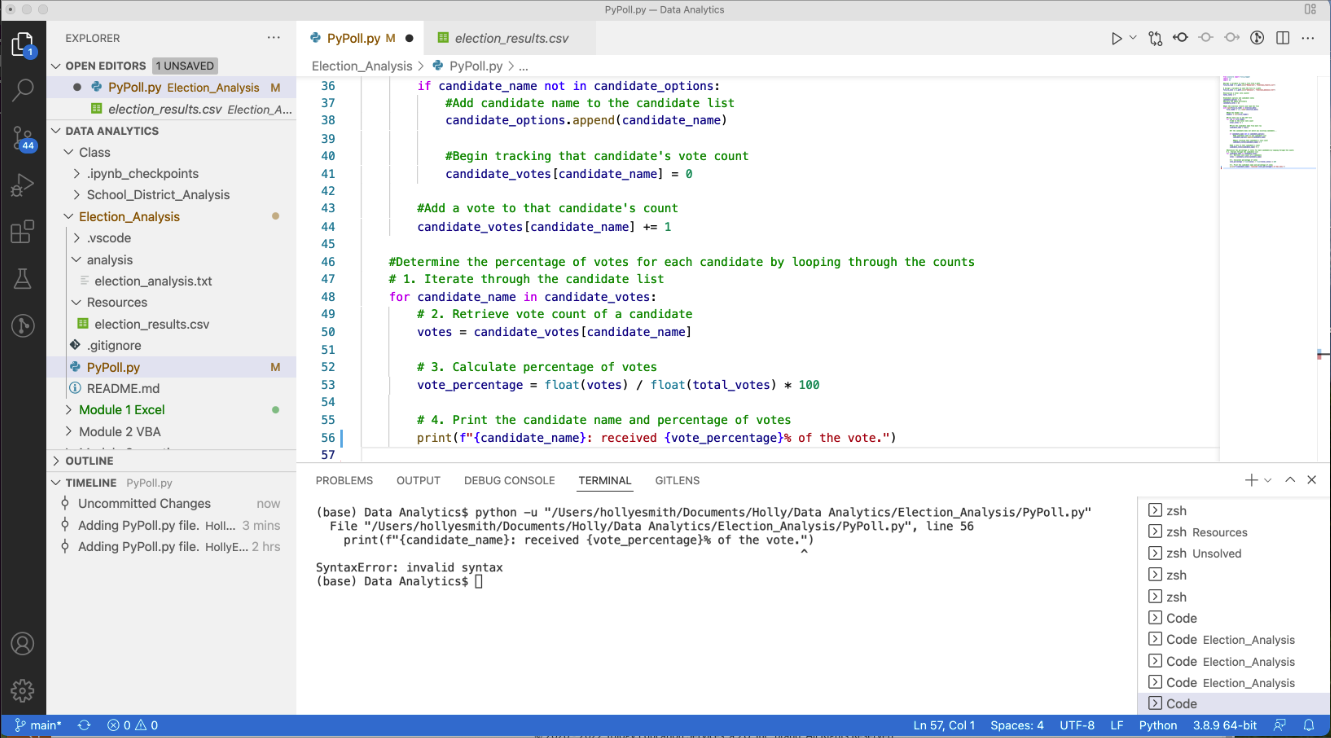 PyPoll.py — Data Analytics
EXPLORER
OPEN EDITORS 1 UNSAVED
PyPoll.py Election_Analysis M
election_results.csv Election_A...
DATA ANALYTICS
Class
.ipynb_checkpoints
School_District_Analysis
Election_Analysis
.vscode
analysis
election_analysis.txt
Resources
election_results.csv
.gitignore
PyPoll.py M
README.md
Module 1 Excel
Module 2 VBA
OUTLINE
TIMELINE PyPoll.py
Uncommitted Changes now
Adding PyPoll.py file. Holl... 3 mins
Adding PyPoll.py file. HollyE... 2 hrs
1
44
PyPoll.py M
election_results.csv
Election_Analysis > PyPoll.py > ...
36 if candidate_name not in candidate_options:
37 #Add candidate name to the candidate list
38 candidate_options.append(candidate_name)
39
40 #Begin tracking that candidate's vote count
41 candidate_votes[candidate_name] = 0
42
43 #Add a vote to that candidate's count
44 candidate_votes[candidate_name] += 1
45
46 #Determine the percentage of votes for each candidate by looping through the counts
47 # 1. Iterate through the candidate list
48 for candidate_name in candidate_votes:
49 # 2. Retrieve vote count of a candidate
50 votes = candidate_votes[candidate_name]
51
52 # 3. Calculate percentage of votes
53 vote_percentage = float(votes) / float(total_votes) * 100
54
55 # 4. Print the candidate name and percentage of votes
56 print(f"{candidate_name}: received {vote_percentage}% of the vote.")
57
PROBLEMS OUTPUT DEBUG CONSOLE TERMINAL GITLENS
(base) Data Analytics$ python -u "/Users/hollyesmith/Documents/Holly/Data Analytics/Election_Analysis/PyPoll.py"
File "/Users/hollyesmith/Documents/Holly/Data Analytics/Election_Analysis/PyPoll.py", line 56
print(f"{candidate_name}: received {vote_percentage}% of the vote.")
^
SyntaxError: invalid syntax
(base) Data Analytics$
zsh
zsh Resources
zsh Unsolved
zsh
zsh
Code
Code Election_Analysis
Code Election_Analysis
Code Election_Analysis
Code
main* 0 0 Ln 57, Col 1 Spaces: 4 UTF-8 LF Python 3.8.9 64-bit